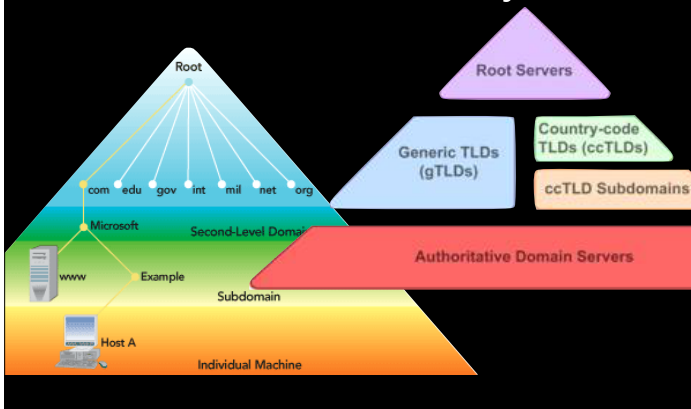 Root
com
edu
gov
int
mil
net
org
Microsoft
Second-Level
www
Example
Subdomain
Host A
Individual Machine
Root Servers
Generic TLDs
(gTLDs)
Country-code
TLDs (ccTLDs)
ccTLD Subdomains
Authoritative Domain Servers